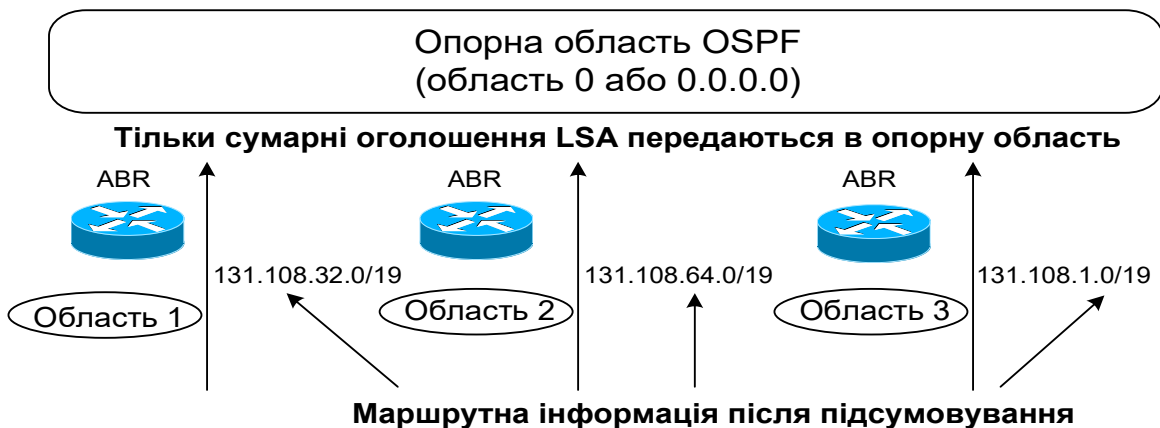 Опорна область OSPF
(область 0 або 0.0.0.0)
Тільки сумарні оголошення LSA передаються в опорну область
ABR
ABR
ABR
131.108.32.0/19
131.108.64.0/19
131.108.1.0/19
Область 1
Область 2
Область 3
Маршрутна інформація після підсумовування